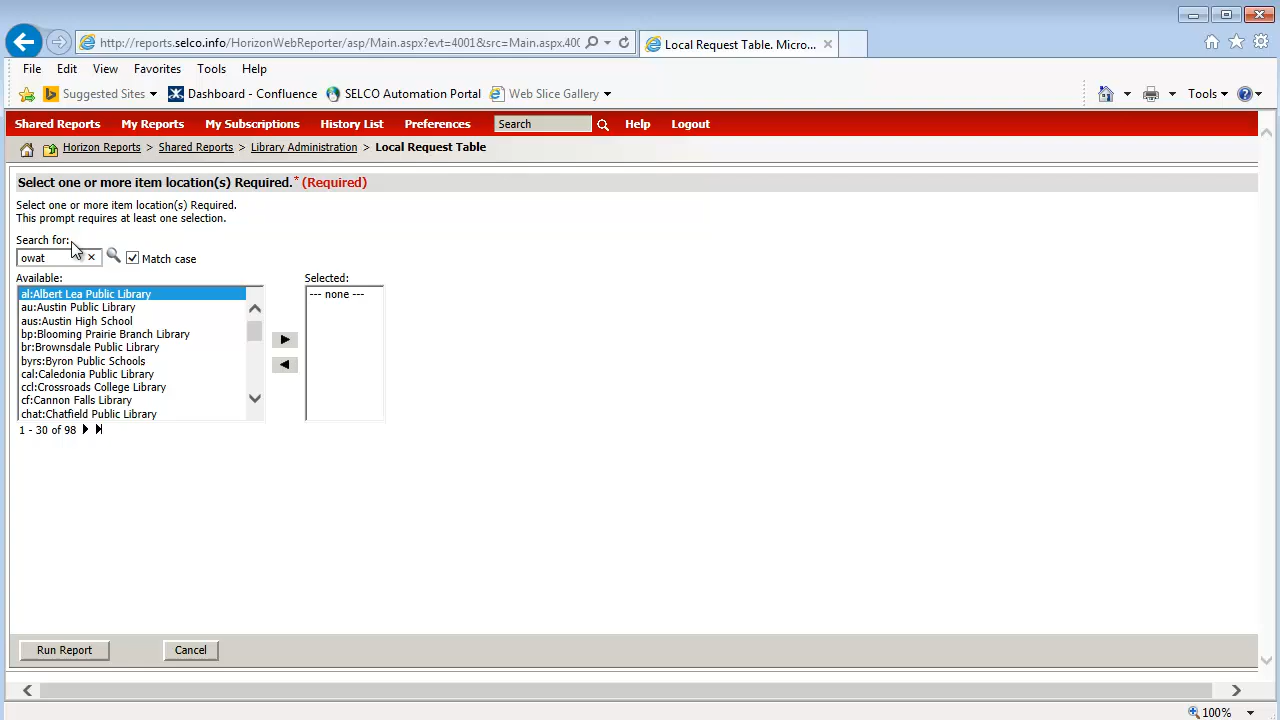 http://reports.selco.info/HorizonWebReporter/asp/Main.aspx?evt=4001&src=Main.aspx.400
Local Request Table. Micro...
File Edit View Favorites Tools Help
Suggested Sites Dashboard - Confluence SELCO Automation Portal Web Slice Gallery Tools
Shared Reports My Reports My Subscriptions History List Preferences Search Help Logout
Horizon Reports > Shared Reports > Library Administration > Local Request Table
Select one or more item location(s) Required.* (Required)
Select one or more item location(s) Required.
This prompt requires at least one selection.
Search for:
owat × Match case
Available: Selected:
al:Albert Lea Public Library --- none ---
au:Austin Public Library
aus:Austin High School
bp:Blooming Prairie Branch Library
br:Brownsdale Public Library
byrs:Byron Public Schools
cal:Caledonia Public Library
ccl:Crossroads College Library
cf:Cannon Falls Library
chat:Chatfield Public Library
1 - 30 of 98
Run Report Cancel
100%